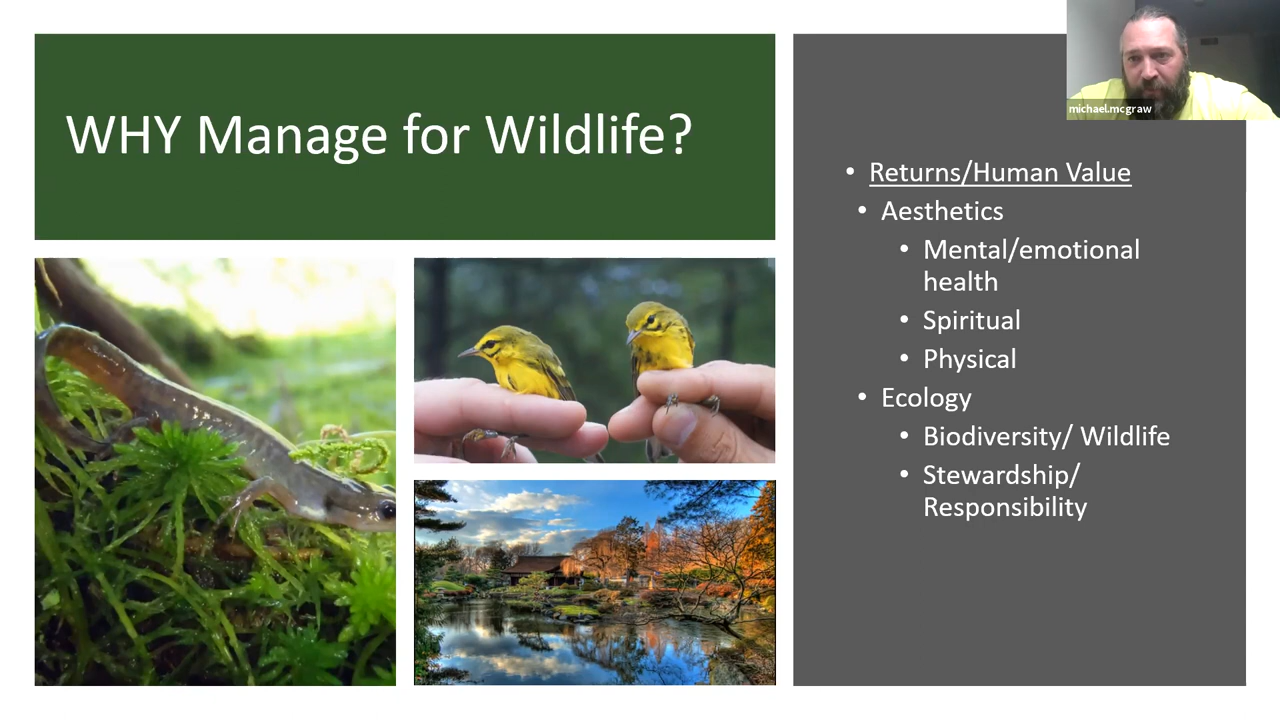 WHY Manage for Wildlife?
michael.mcgraw
• Returns/Human Value
• Aesthetics
• Mental/emotional
health
• Spiritual
• Physical
• Ecology
• Biodiversity/ Wildlife
• Stewardship/
Responsibility